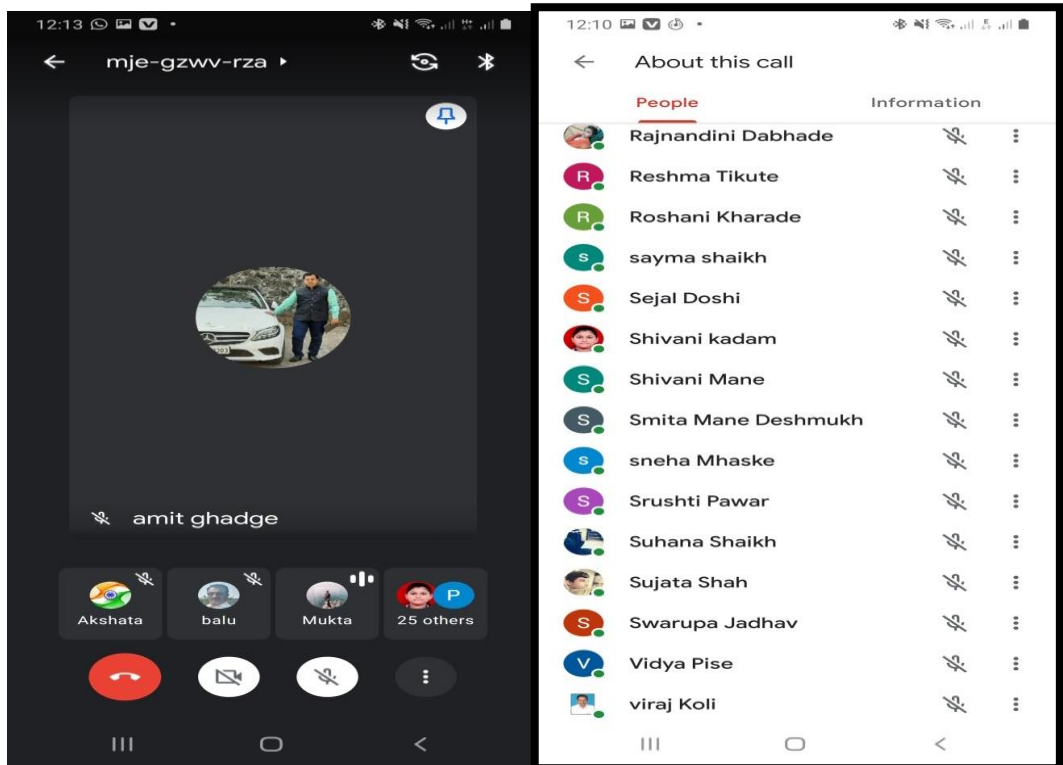 12:13
mje-gzwv-rza
amit ghadge
Akshata
balu
Mukta
P
25 others
12:10
About this call
People
Information
Rajnandini Dabhade
R
Reshma Tikute
R
Roshani Kharade
s
sayma shaikh
S
Sejal Doshi
Shivani kadam
S
Shivani Mane
S
Smita Mane Deshmukh
s
sneha Mhaske
S
Srushti Pawar
Suhana Shaikh
Sujata Shah
S
Swarupa Jadhav
V
Vidya Pise
viraj Koli